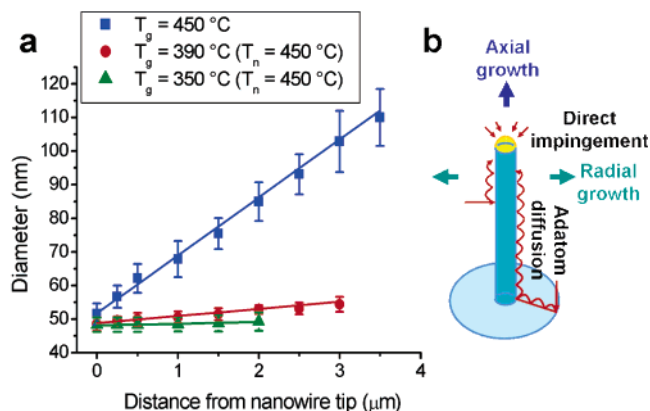 a
T_g = 450 °C
T_g = 390 °C (T_n = 450 °C)
T_g = 350 °C (T_n = 450 °C)
120
110
100
90
80
70
60
50
40
Diameter (nm)
0
1
2
3
4
Distance from nanowire tip (μm)
b
Axial
growth
Direct
impingement
Radial
growth
Adatom
diffusion